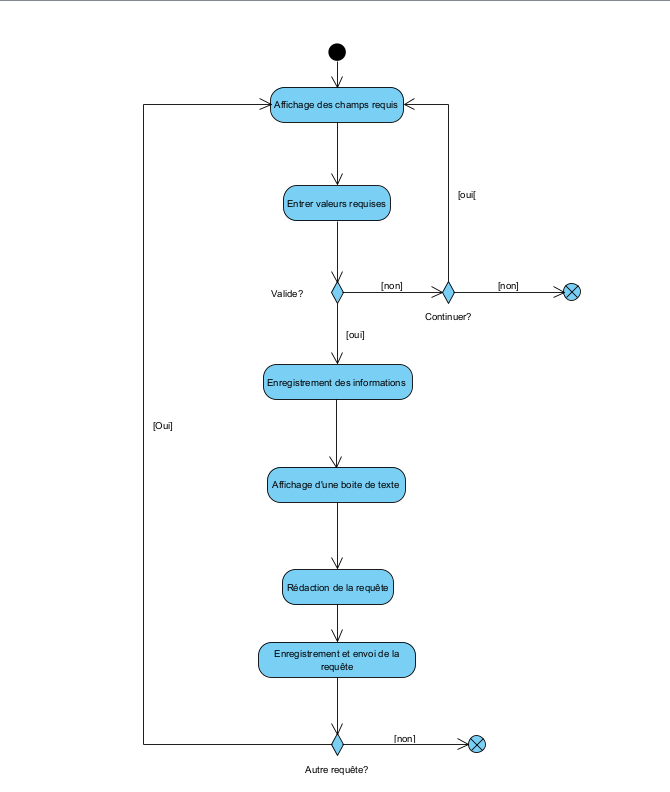 Affichage des champs requis
[oui[
Entrer valeurs requises
Valide?
[non]
[non]
Continuer?
[oui]
Enregistrement des informations
[Oui]
Affichage d'une boite de texte
Rédaction de la requête
Enregistrement et envoi de la
requête
[non]
Autre requête?